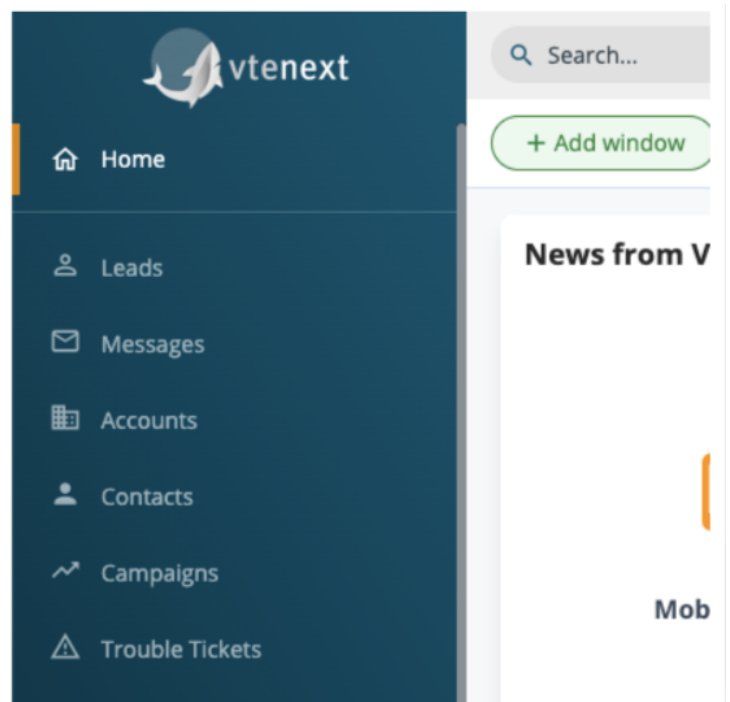 vtenext
Search...
Home
+ Add window
News from V
Leads
Messages
Accounts
Contacts
Campaigns
Mob
Trouble Tickets